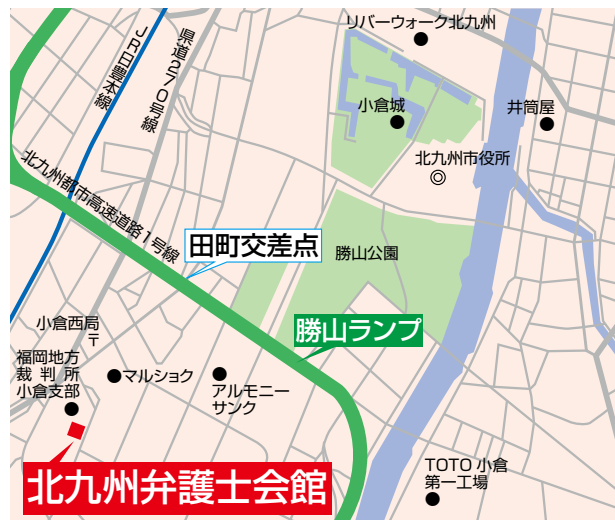 リバーウォーク北九州
JR日豊本線
県道270号線
小倉城
井筒屋
北九州市役所
北九州都市高速道路1号線
田町交差点
勝山公園
小倉西局
〒
勝山ランプ
福岡地方
裁判所
小倉支部
マルショク
アルモニー
サンク
北九州弁護士会館
TOTO小倉
第一工場